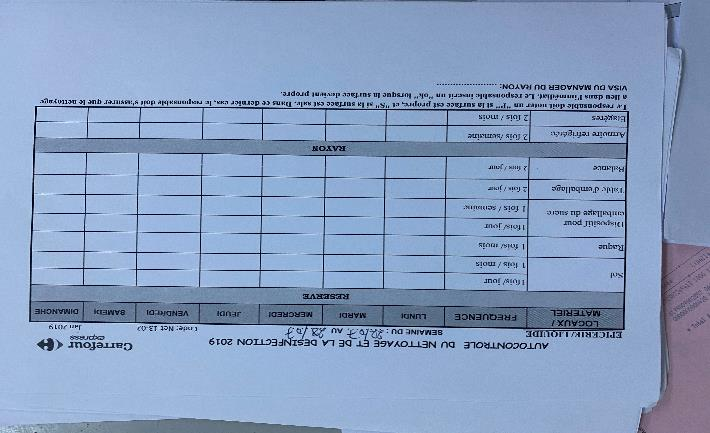 AUTOCONTROLE DU NETTOYAGE ET DE LA DESINFECTION 2019
Carrefour express
EPICERIE/LIQUIDE SEMAINE DU : 22/07 AU 28/07 Code: Net 13.02 Jan 2019
LOCAUX / MATERIEL FREQUENCE LUNDI MARDI MERCREDI JEUDI VENDREDI SAMEDI DIMANCHE
RESERVE
Sol 1fois/ jour
1 fois / mois
Raque 1 fois/ mois
Dispositif pour emballage du sucre 1fois/ jour
1 fois / semaine
Table d'emballage 2 fois / jour
Balance 2 fois / jour
RAYON
Armoire réfrigérée 2 fois /semaine
Etagères 2 fois / mois
Le responsable doit noter un "P" si la surface est propre, et "S" si la surface est sale. Dans ce dernier cas, le responsable doit s'assurer que le nettoyage
a lieu dans l'immédiat. Le responsable inscrit un "ok" lorsque la surface devient propre.
VISA DU MANAGER DU RAYON: ....................